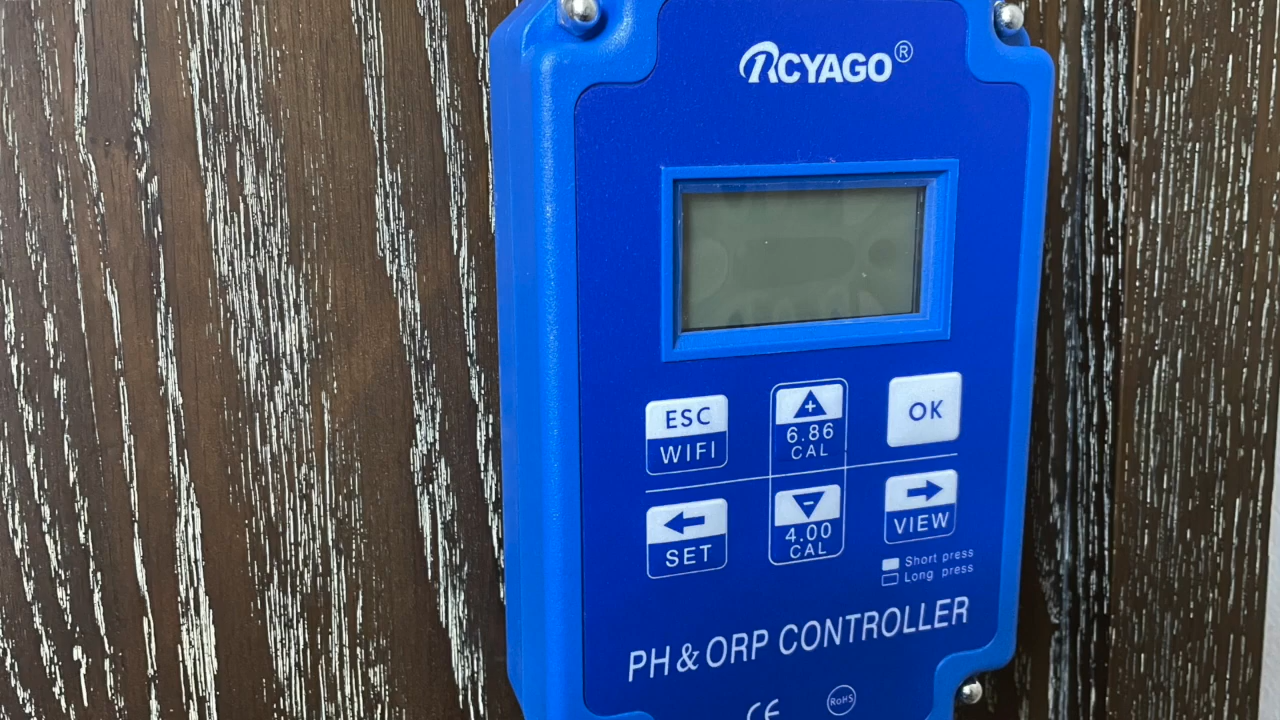 RCYAGO®
ESC
WIFI
+
6.86
CAL
OK
SET
−
4.00
CAL
VIEW
Short press
Long press
PH & ORP CONTROLLER
CE
RoHS